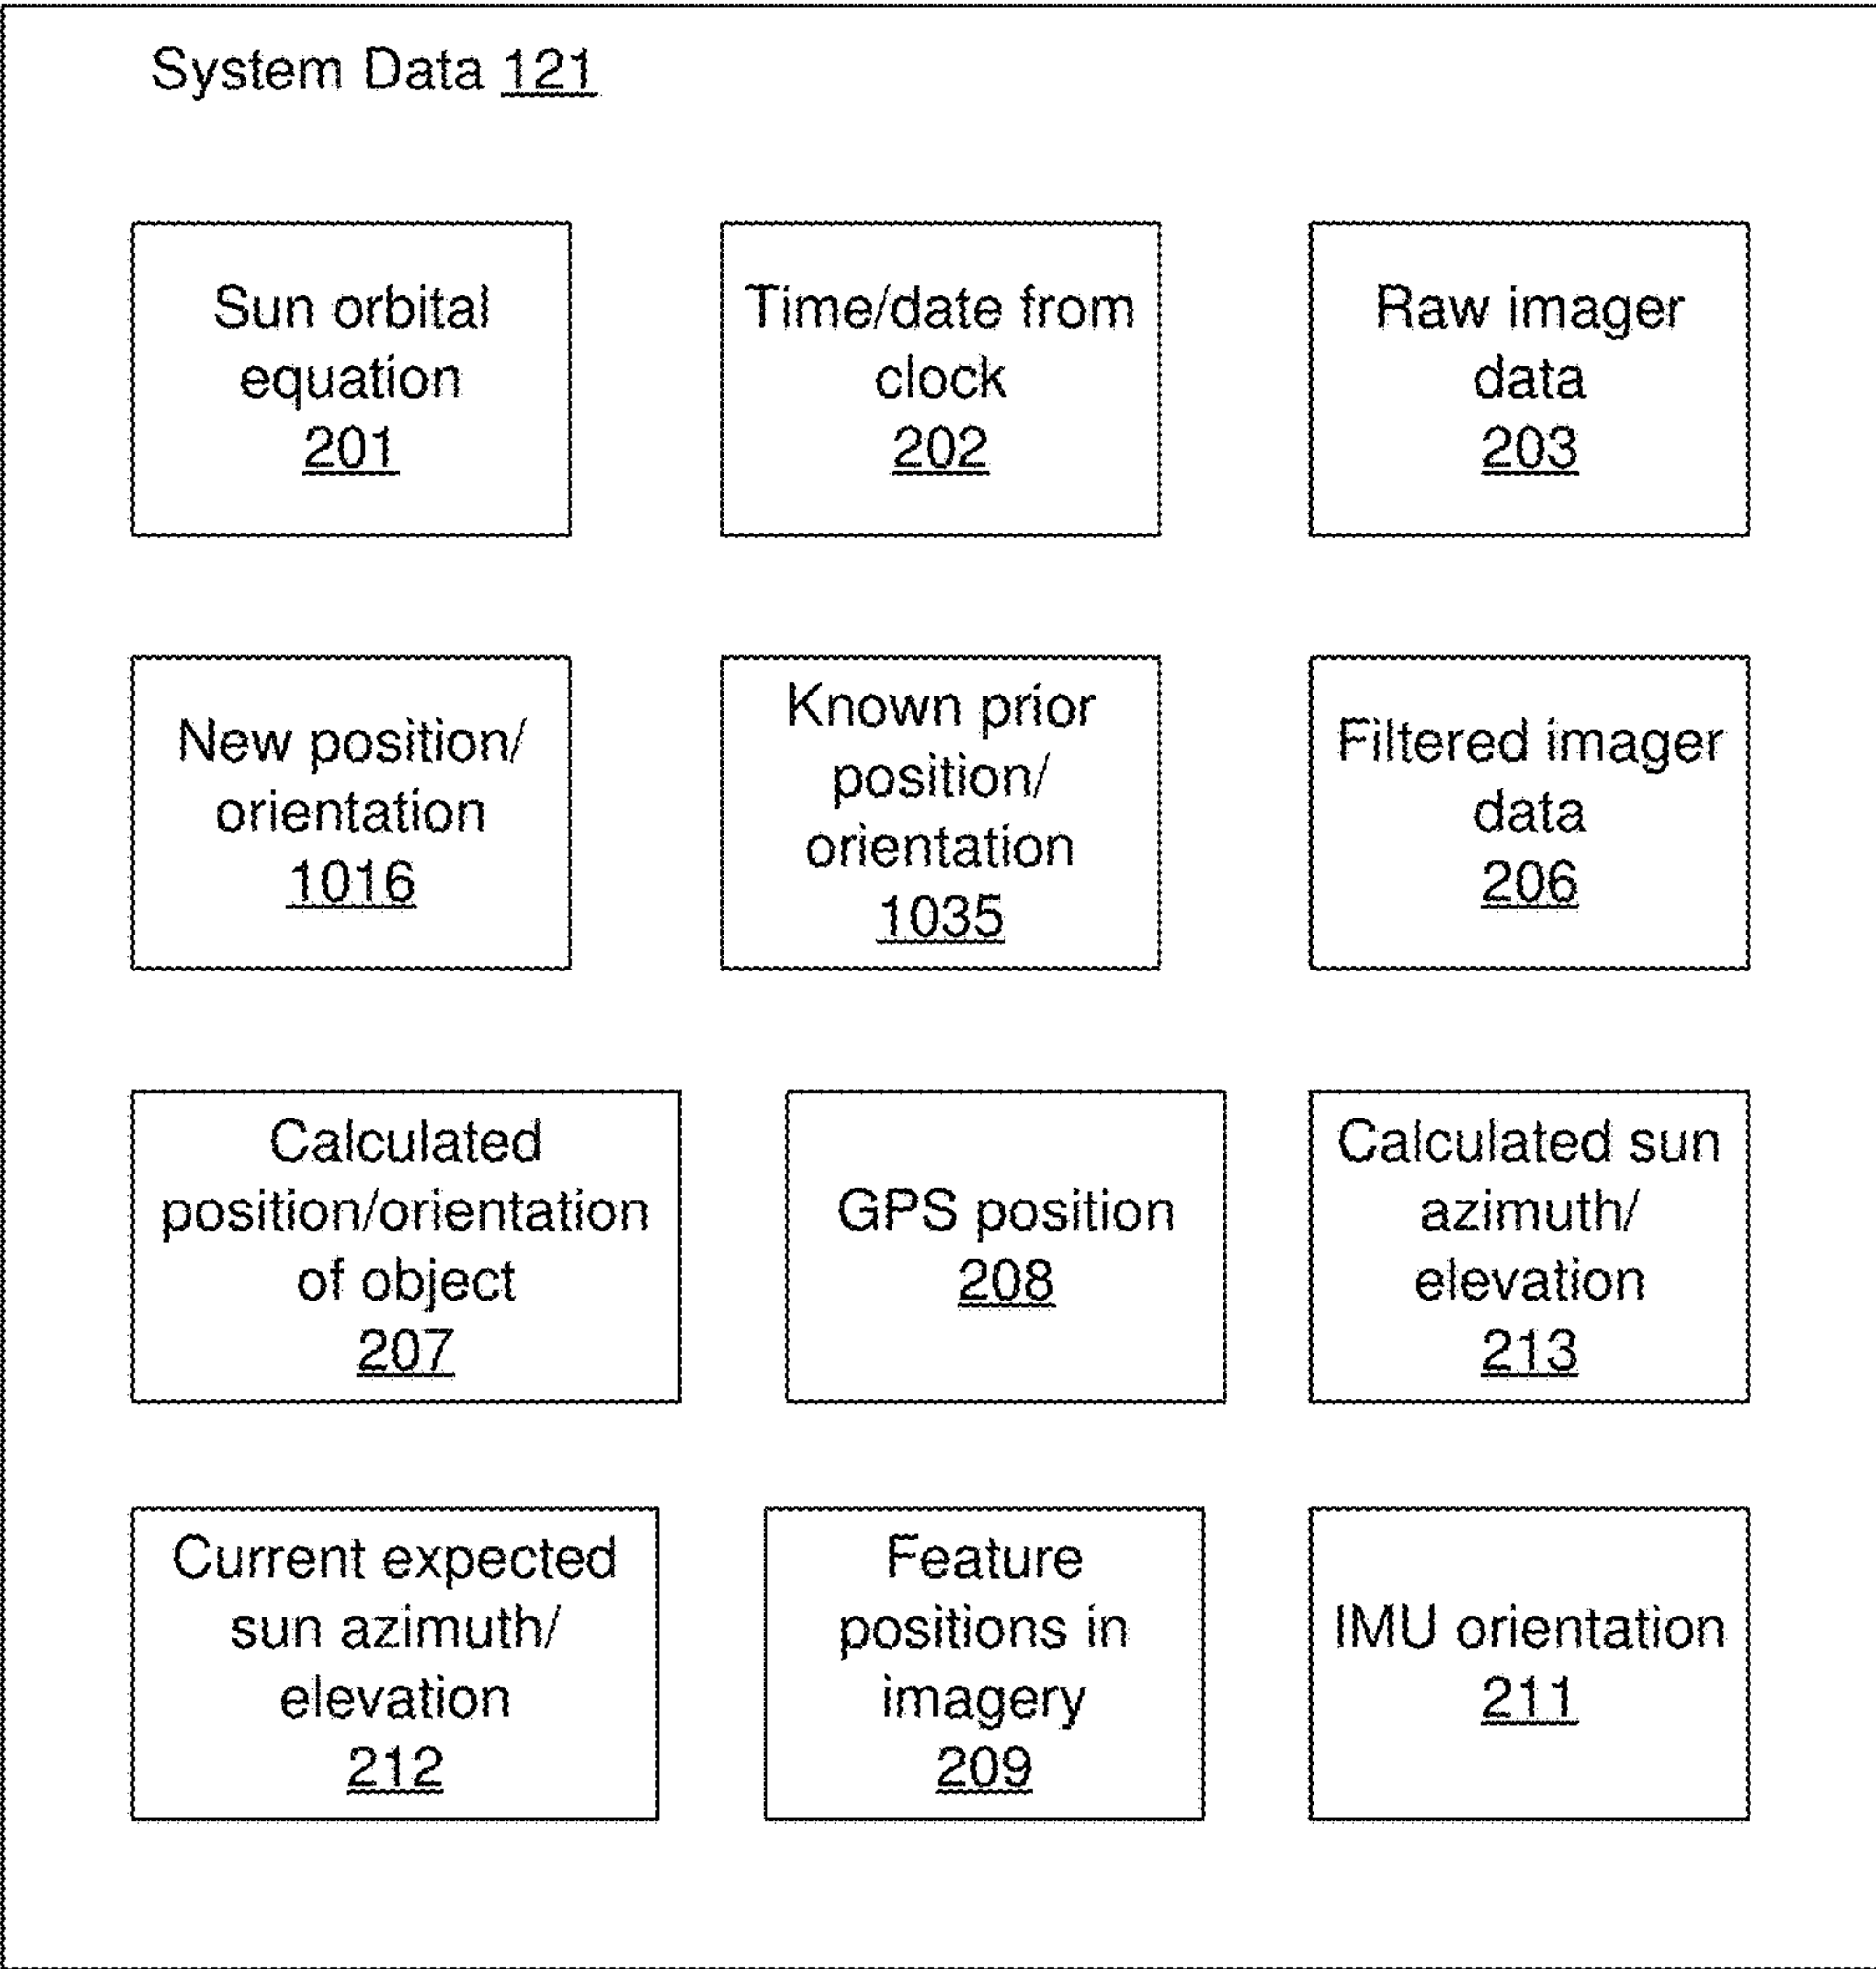 System Data 121
Sun orbital
equation
201
Time/date from
clock
202
Raw imager
data
203
New position/
orientation
1016
Known prior
position/
orientation
1035
Filtered imager
data
206
Calculated
position/orientation
of object
207
GPS position
208
Calculated sun
azimuth/
elevation
213
Current expected
sun azimuth/
elevation
212
Feature
positions in
imagery
209
IMU orientation
211